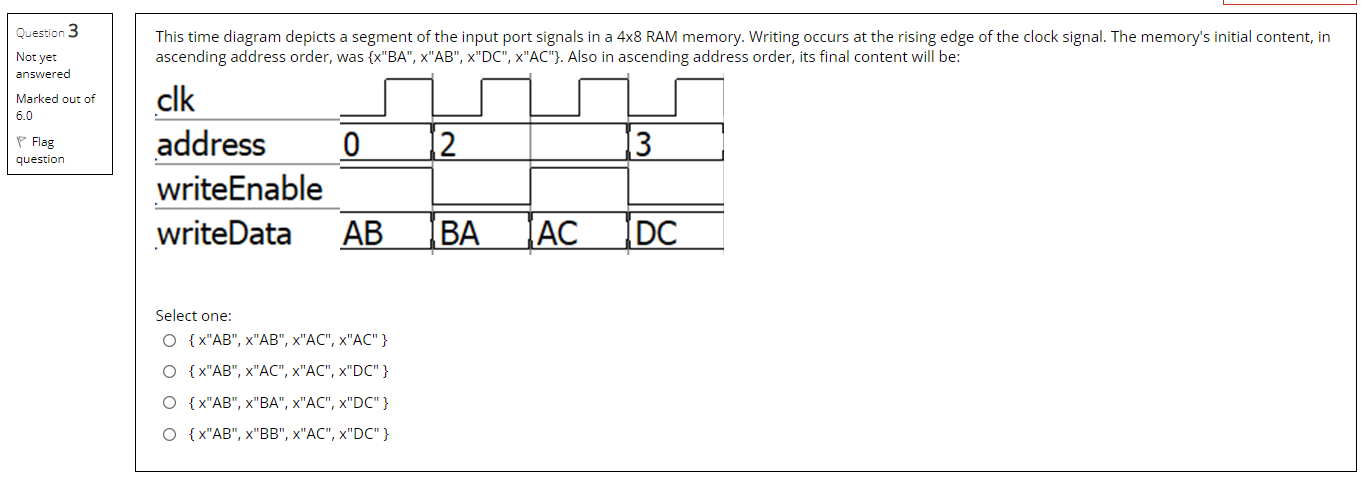 Question 3
Not yet
answered
Marked out of
6.0
Flag
question
This time diagram depicts a segment of the input port signals in a 4x8 RAM memory. Writing occurs at the rising edge of the clock signal. The memory's initial content, in
ascending address order, was {x"BA", x"AB", x"DC", x"AC"}. Also in ascending address order, its final content will be:
clk
address 0 2 3
writeEnable
writeData AB BA AC DC
Select one:
{ x"AB", x"AB", x"AC", x"AC" }
{ x"AB", x"AC", x"AC", x"DC" }
{ x"AB", x"BA", x"AC", x"DC" }
{ x"AB", x"BB", x"AC", x"DC" }